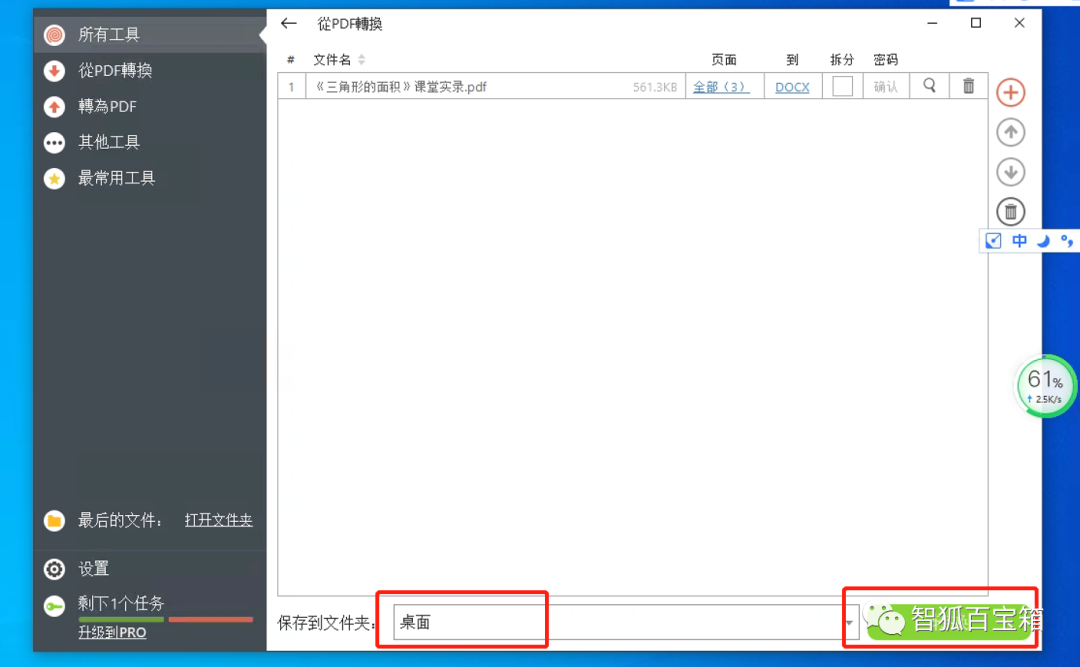 所有工具
從PDF轉換
轉為PDF
其他工具
最常用工具
最后的文件： 打开文件夹
设置
剩下1个任务
升级到PRO
從PDF轉換
# 文件名 页面 到 拆分 密码
1 《三角形的面积》课堂实录.pdf 561.3KB 全部（3） DOCX 确认
中
61%
2.5K/s
保存到文件夹： 桌面
智狐百宝箱